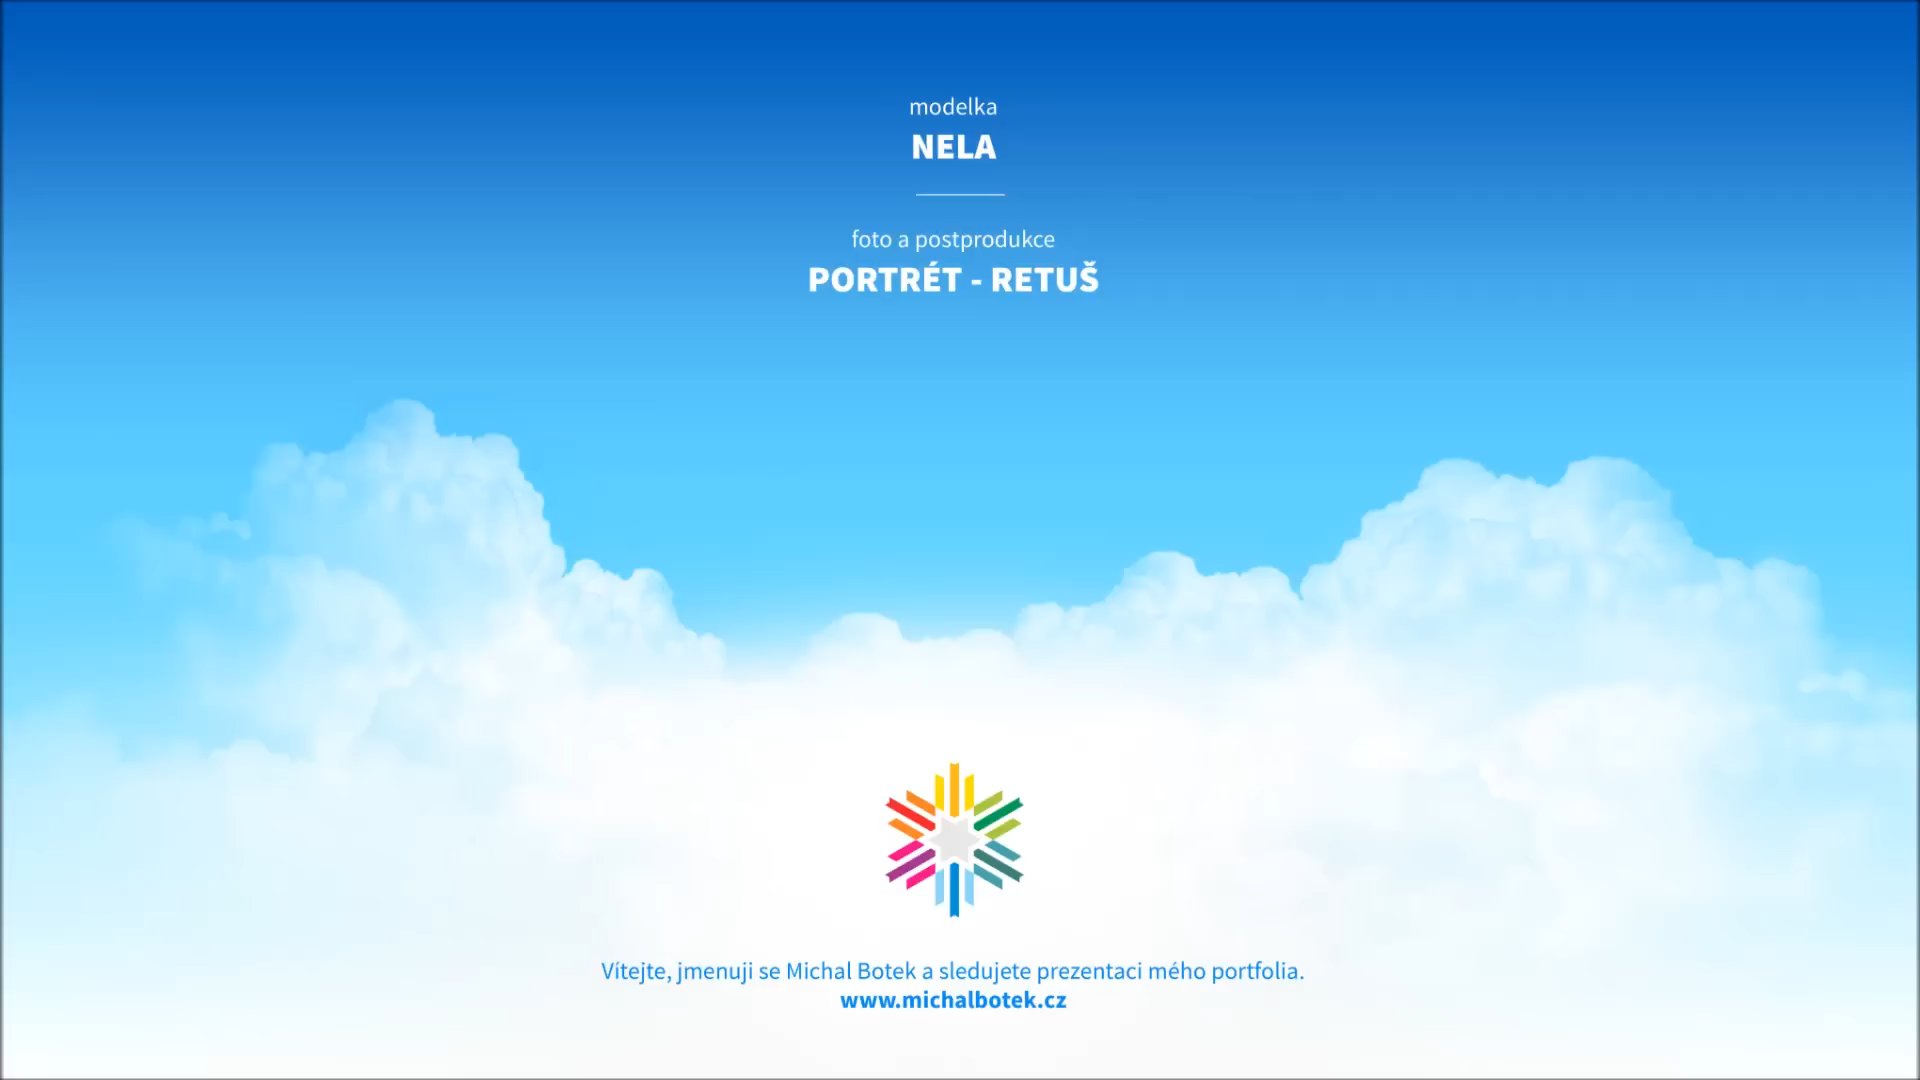 modelka
NELA
foto a postprodukce
PORTRÉT - RETUŠ
Vítejte, jmenuji se Michal Botek a sledujete prezentaci mého portfolia.
www.michalbotek.cz